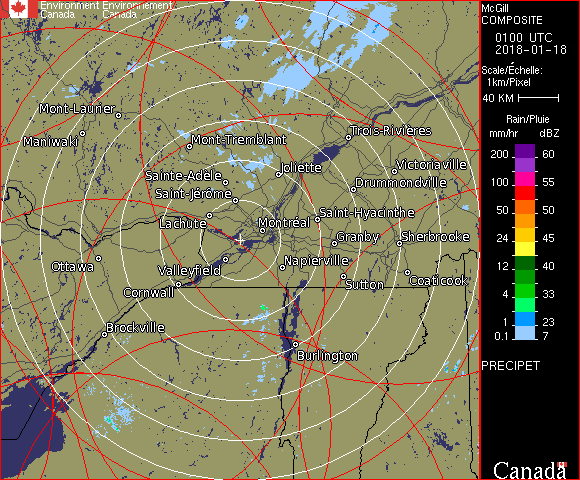 Environment Environnement
Canada Canada
Mont-Laurier
Maniwaki
Mont-Tremblant
Trois-Rivières
Sainte-Adèle
Joliette
Victoriaville
Saint-Jérôme
Drummondville
Lachute
Montréal
Saint-Hyacinthe
Granby
Sherbrooke
Ottawa
Valleyfield
Napierville
Cornwall
Sutton
Coaticook
Brockville
Burlington
McGill
COMPOSITE
0100 UTC
2018-01-18
Scale/Échelle:
1km/Pixel
40 KM
Rain/Pluie
mm/hr dBZ
200 60
150 57
100 55
50 50
24 45
12 40
4 33
1 23
0.1 7
PRECIPET
Canada